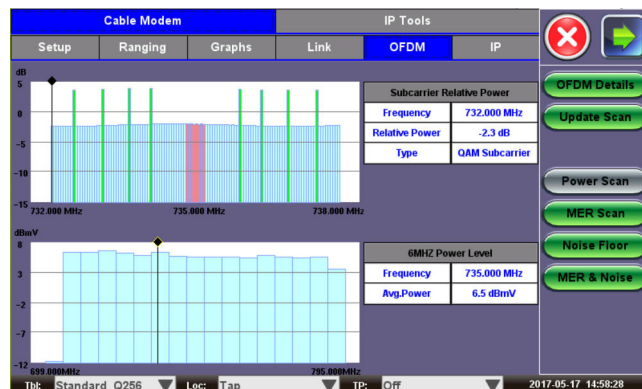 Cable Modem
IP Tools
Setup
Ranging
Graphs
Link
OFDM
IP
dB
5
0
-5
-10
-15
732.000 MHz
735.000 MHz
738.000 MHz
Subcarrier Relative Power
Frequency 732.000 MHz
Relative Power -2.3 dB
Type QAM Subcarrier
dBmV
8
3
-2
-7
-12
699.000MHz
795.000MHz
6MHZ Power Level
Frequency 735.000 MHz
Avg.Power 6.5 dBmV
OFDM Details
Update Scan
Power Scan
MER Scan
Noise Floor
MER & Noise
Tbl: Standard_Q256 Loc: Tap TP: Off 2017-05-17 14:58:28